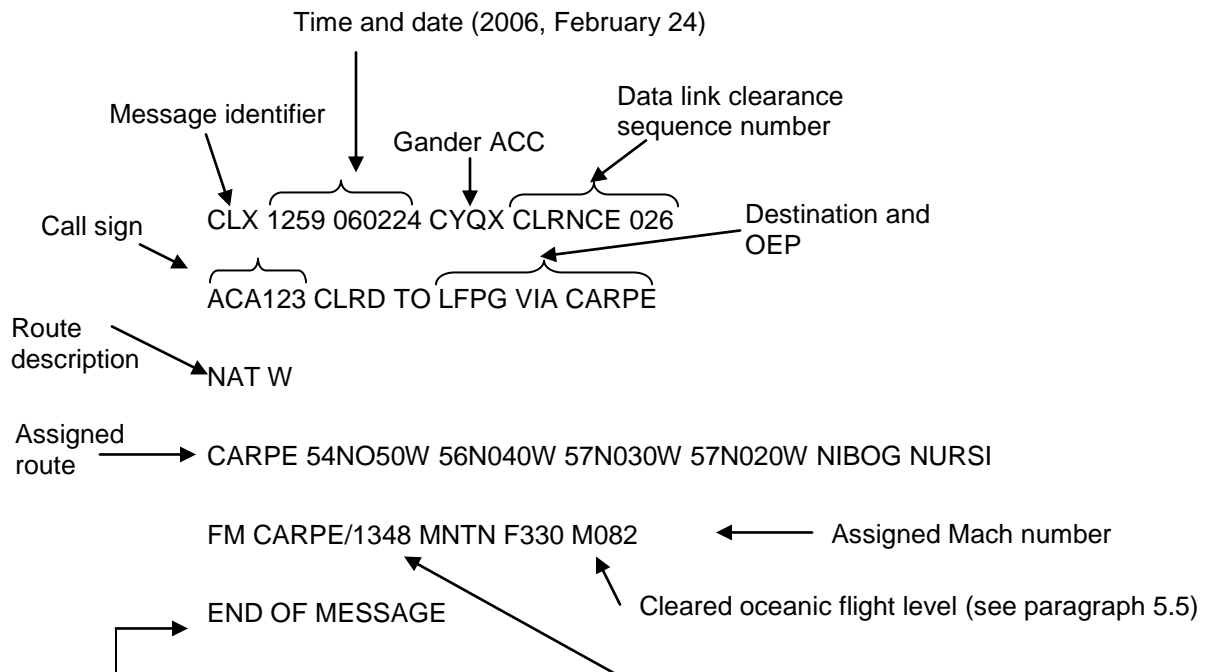 Time and date (2006, February 24)
Data link clearance
sequence number
Message identifier
Gander ACC
CLX 1259 060224 CYQX CLRNCE 026
Destination and
OEP
Call sign
ACA123 CLRD TO LFPG VIA CARPE
Route
description
NAT W
Assigned
route
CARPE 54NO50W 56N040W 57N030W 57N020W NIBOG NURSI
FM CARPE/1348 MNTN F330 M082
Assigned Mach number
Cleared oceanic flight level (see paragraph 5.5)
END OF MESSAGE